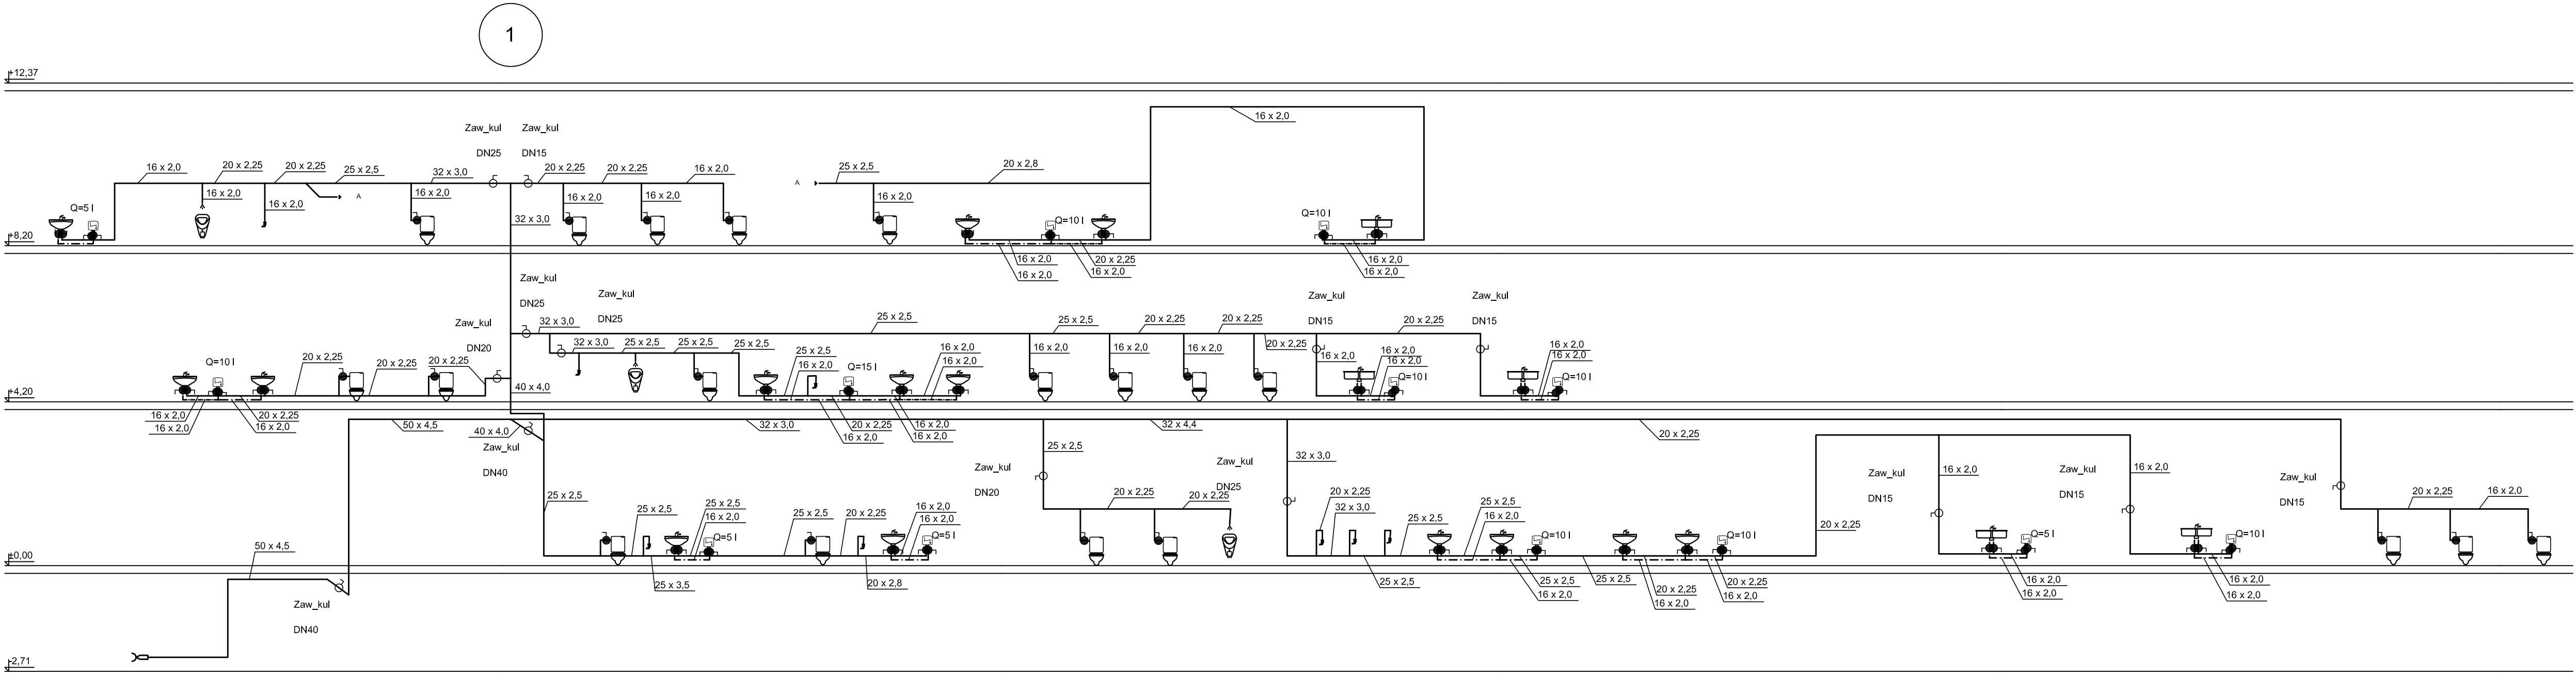 1
+12,37
Zaw_kul
Zaw_kul
DN25
DN15
16 x 2,0
20 x 2,25
20 x 2,25
25 x 2,5
32 x 3,0
20 x 2,25
20 x 2,25
16 x 2,0
25 x 2,5
20 x 2,8
16 x 2,0
A
A
16 x 2,0
16 x 2,0
16 x 2,0
16 x 2,0
16 x 2,0
16 x 2,0
Q=5 l
32 x 3,0
Q=10 l
Q=10 l
+8,20
16 x 2,0
20 x 2,25
16 x 2,0
16 x 2,0
16 x 2,0
16 x 2,0
Zaw_kul
DN25
Zaw_kul
DN25
Zaw_kul
DN15
Zaw_kul
DN15
Zaw_kul
DN20
32 x 3,0
25 x 2,5
25 x 2,5
20 x 2,25
20 x 2,25
20 x 2,25
32 x 3,0
25 x 2,5
25 x 2,5
25 x 2,5
20 x 2,25
Q=10 l
20 x 2,25
20 x 2,25
20 x 2,25
25 x 2,5
16 x 2,0
Q=15 l
16 x 2,0
16 x 2,0
16 x 2,0
16 x 2,0
16 x 2,0
16 x 2,0
16 x 2,0
16 x 2,0
Q=10 l
16 x 2,0
16 x 2,0
Q=10 l
40 x 4,0
+4,20
16 x 2,0
20 x 2,25
16 x 2,0
16 x 2,0
50 x 4,5
40 x 4,0
32 x 3,0
20 x 2,25
16 x 2,0
16 x 2,0
16 x 2,0
32 x 4,4
20 x 2,25
Zaw_kul
DN40
25 x 2,5
32 x 3,0
Zaw_kul
DN20
Zaw_kul
DN25
Zaw_kul
DN15
16 x 2,0
Zaw_kul
DN15
16 x 2,0
Zaw_kul
DN15
25 x 2,5
25 x 2,5
25 x 2,5
16 x 2,0
Q=5 l
25 x 2,5
20 x 2,25
16 x 2,0
16 x 2,0
Q=5 l
20 x 2,25
20 x 2,25
20 x 2,25
32 x 3,0
25 x 2,5
25 x 2,5
16 x 2,0
Q=10 l
Q=10 l
20 x 2,25
Q=5 l
Q=10 l
20 x 2,25
16 x 2,0
50 x 4,5
±0,00
25 x 3,5
20 x 2,8
25 x 2,5
25 x 2,5
16 x 2,0
25 x 2,5
20 x 2,25
16 x 2,0
20 x 2,25
16 x 2,0
16 x 2,0
16 x 2,0
16 x 2,0
16 x 2,0
Zaw_kul
DN40
-2,71